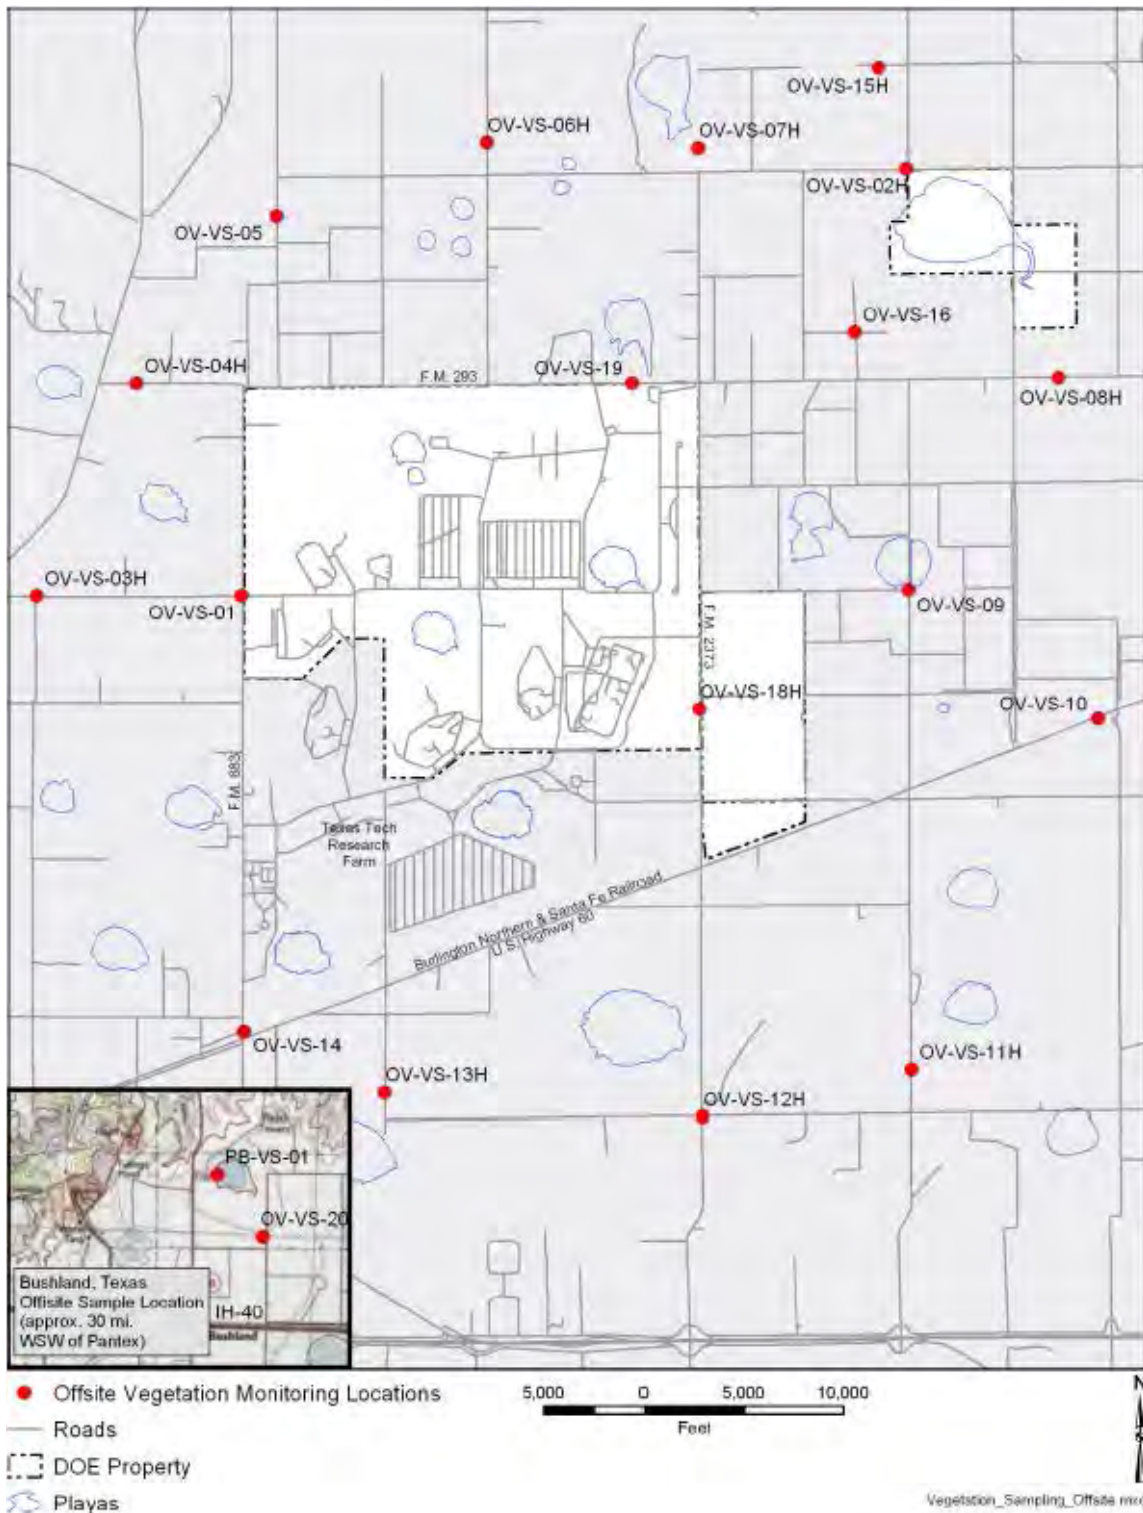 OV-VS-15H
OV-VS-06H
OV-VS-07H
OV-VS-02H
OV-VS-05
OV-VS-16
OV-VS-04H
F.M. 293
OV-VS-19
OV-VS-08H
OV-VS-03H
OV-VS-01
OV-VS-09
F.M. 2373
OV-VS-18H
OV-VS-10
F.M. 683
Texas Tech
Research
Farm
Burlington Northern & Santa Fe Railroad
U.S. Highway 60
OV-VS-14
OV-VS-13H
OV-VS-11H
OV-VS-12H
PB-VS-01
OV-VS-20
Bushland, Texas
Offisite Sample Location
(approx. 30 mi.
WSW of Pantex)
IH-40
Bushland
Offsite Vegetation Monitoring Locations
Roads
DOE Property
Playas
5,000 0 5,000 10,000
Feet
N
Vegetation_Sampling_Offsite